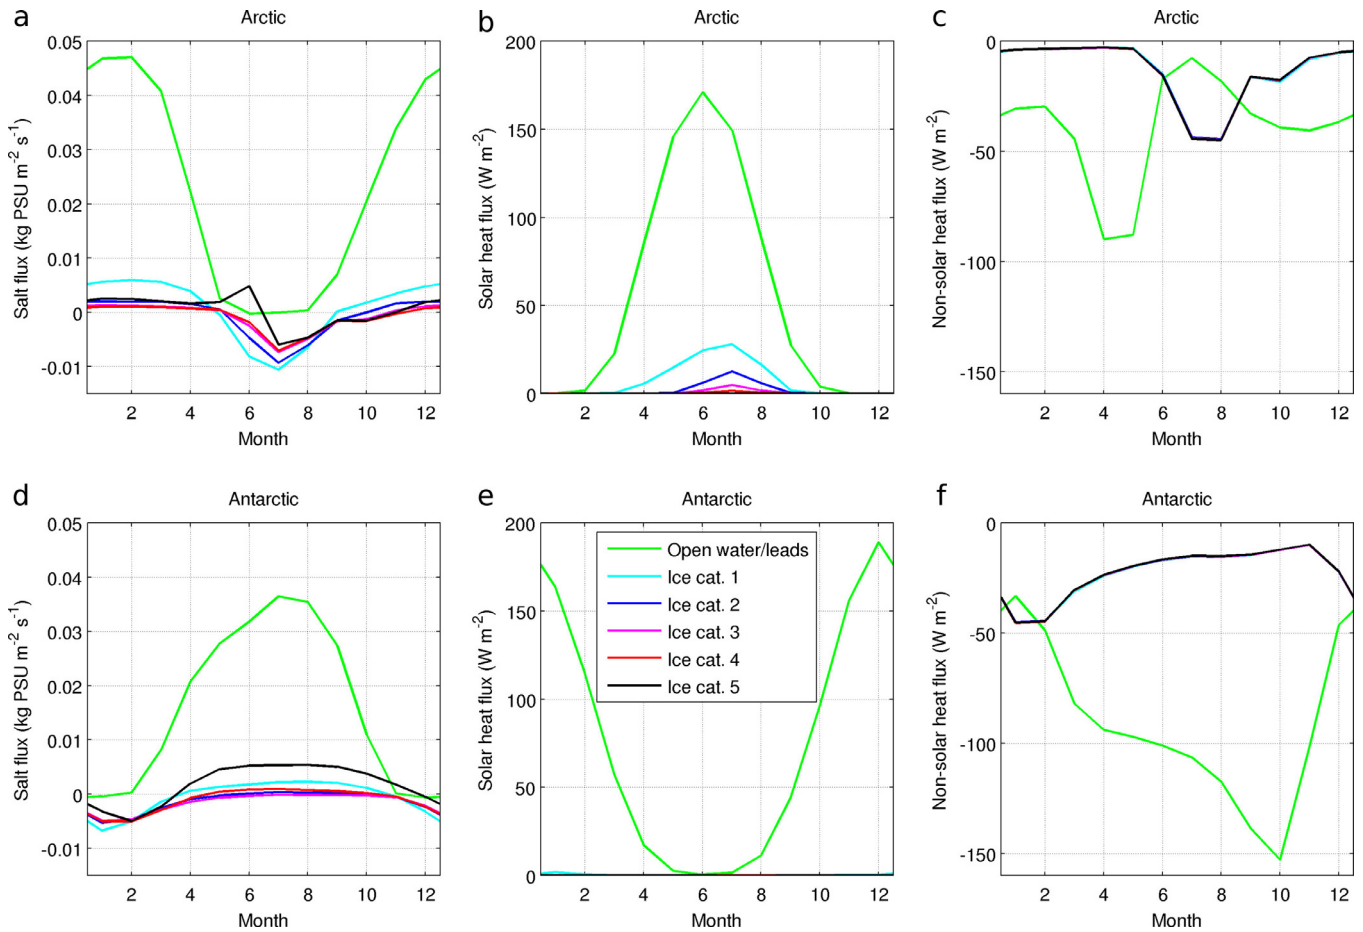 a
Arctic
0.05
0.04
0.03
0.02
0.01
0
-0.01
Salt flux (kg PSU m⁻² s⁻¹)
2 4 6 8 10 12
Month
b
Arctic
200
150
100
50
0
Solar heat flux (W m⁻²)
2 4 6 8 10 12
Month
c
Arctic
0
-50
-100
-150
Non-solar heat flux (W m⁻²)
2 4 6 8 10 12
Month
d
Antarctic
0.05
0.04
0.03
0.02
0.01
0
-0.01
Salt flux (kg PSU m⁻² s⁻¹)
2 4 6 8 10 12
Month
e
Antarctic
200
150
100
50
0
Solar heat flux (W m⁻²)
Open water/leads
Ice cat. 1
Ice cat. 2
Ice cat. 3
Ice cat. 4
Ice cat. 5
2 4 6 8 10 12
Month
f
Antarctic
0
-50
-100
-150
Non-solar heat flux (W m⁻²)
2 4 6 8 10 12
Month